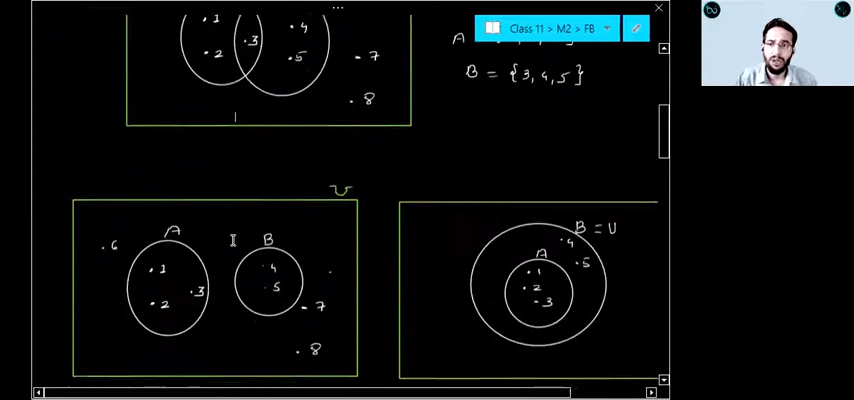 ...
Class 11 > M2 > FB
.1
.4
.3
.2
.5
.7
.8
A
B = {3, 4, 5}
U
A
B
.6
.1
.3
.2
.4
.5
.7
.8
B = U
.4
A
.5
.1
.2
.3